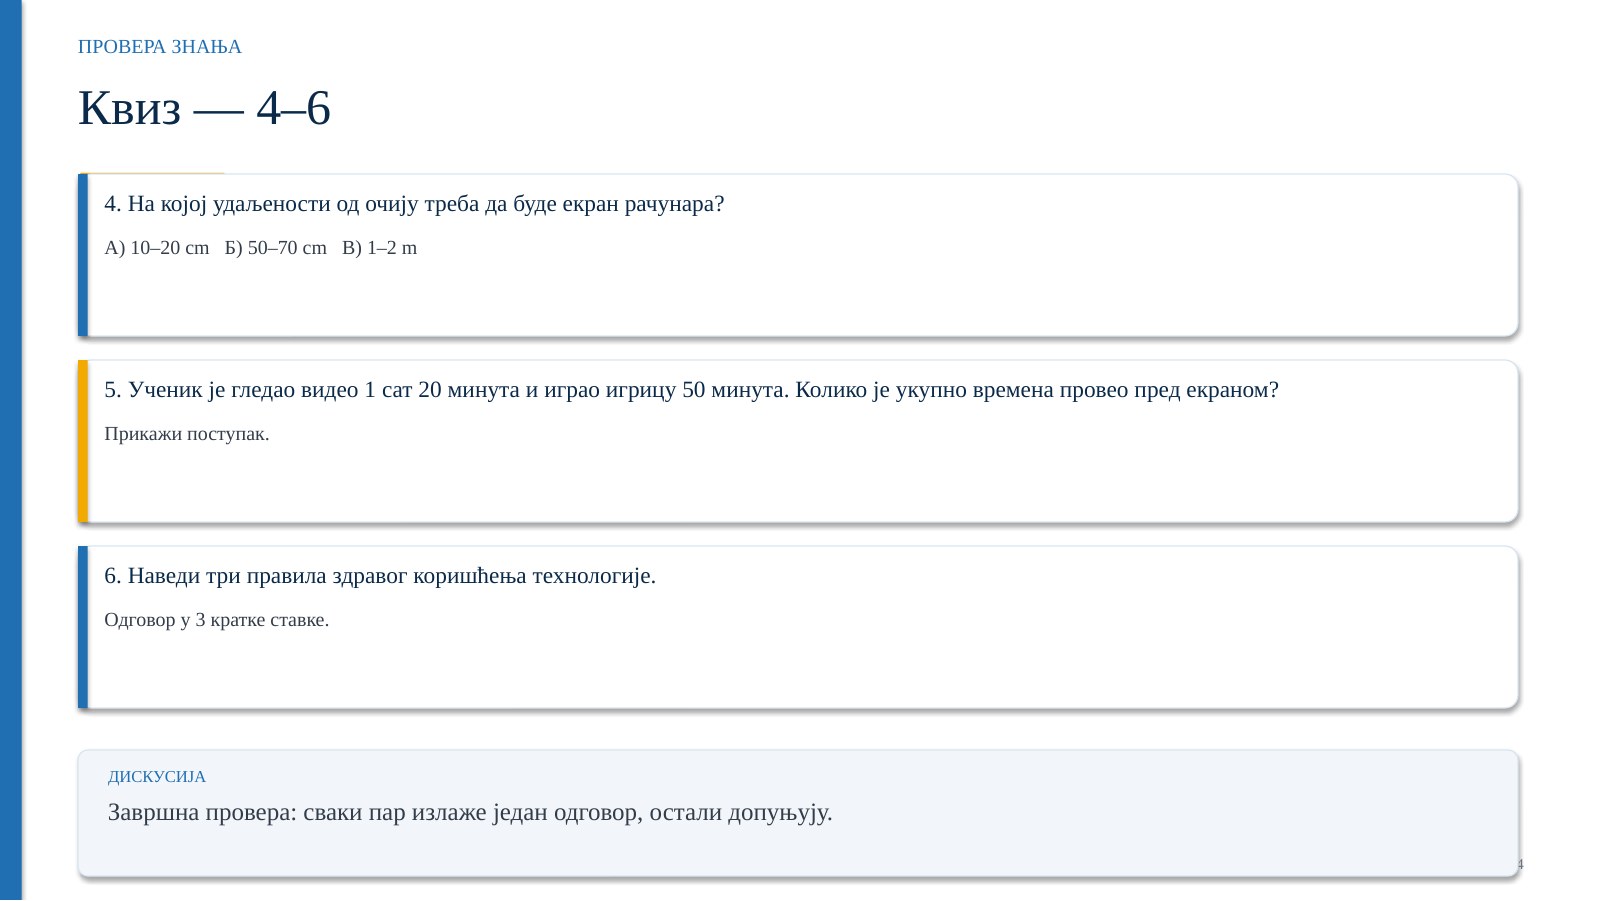 ПРОВЕРА ЗНАЊА
Квиз — 4–6
4. На којој удаљености од очију треба да буде екран рачунара?
А) 10–20 cm   Б) 50–70 cm   В) 1–2 m
5. Ученик је гледао видео 1 сат 20 минута и играо игрицу 50 минута. Колико је укупно времена провео пред екраном?
Прикажи поступак.
6. Наведи три правила здравог коришћења технологије.
Одговор у 3 кратке ставке.
ДИСКУСИЈА
Завршна провера: сваки пар излаже један одговор, остали допуњују.